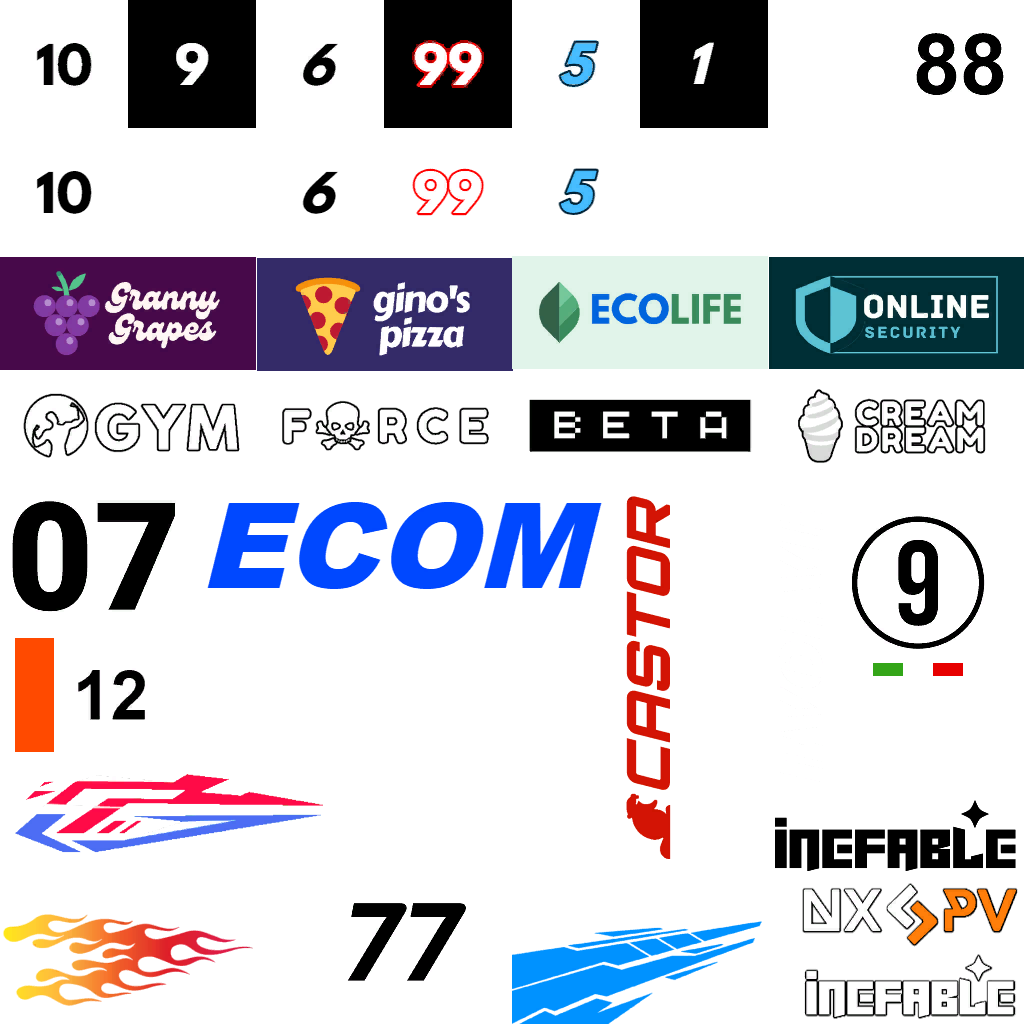 10 9 6 99 5 1 88
10 6 99 5
Granny Grapes
gino's pizza
ECOLIFE
ONLINE SECURITY
GYM
FORCE
BETA
CREAM DREAM
07 ECOM
CASTOR
9
12
inEFABLE
NX PV
77
inEFABLE